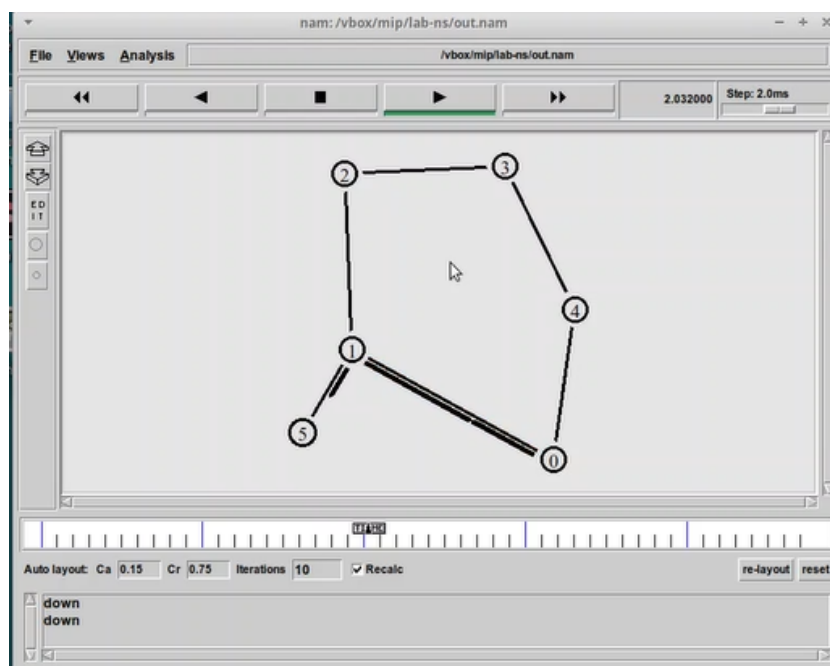 nam: /vbox/mip/lab-ns/out.nam
File Views Analysis /vbox/mip/lab-ns/out.nam
2.032000 Step: 2.0ms
ED
IT
2
3
4
1
5
0
Auto layout: Ca 0.15 Cr 0.75 Iterations 10 Recalc re-layout reset
down
down